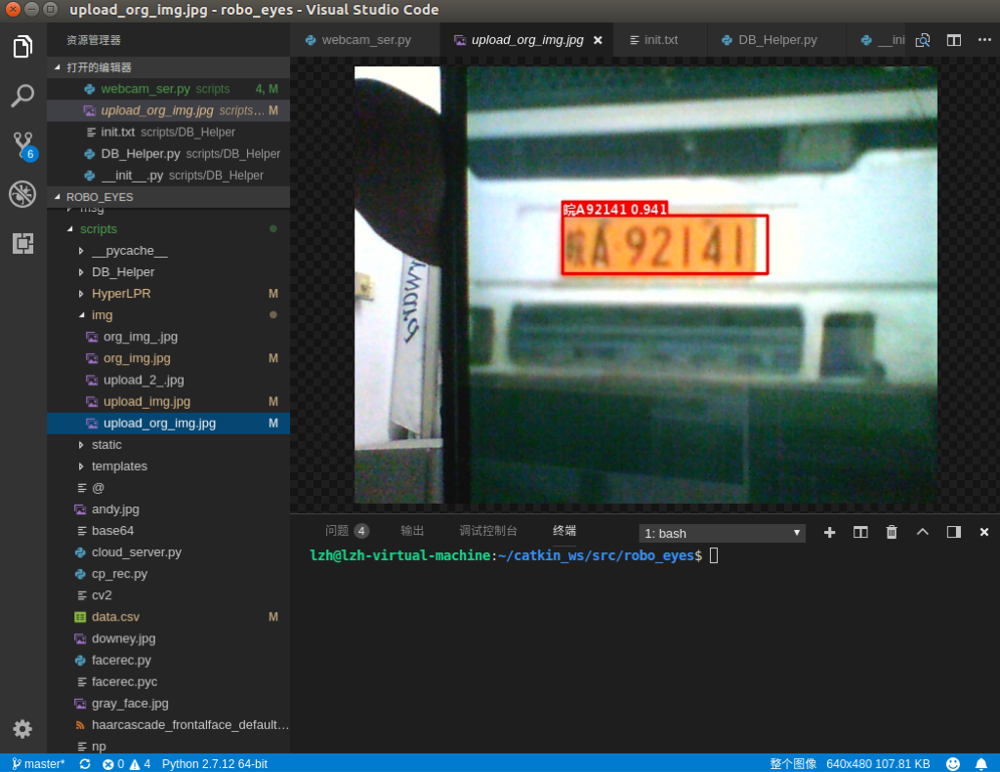 upload_org_img.jpg - robo_eyes - Visual Studio Code
资源管理器
webcam_ser.py
upload_org_img.jpg
init.txt
DB_Helper.py
__ini
打开的编辑器
webcam_ser.py scripts 4, M
upload_org_img.jpg scripts... M
init.txt scripts/DB_Helper
DB_Helper.py scripts/DB_Helper
__init__.py scripts/DB_Helper
6
ROBO_EYES
msg
scripts
__pycache__
DB_Helper
HyperLPR M
img
org_img_.jpg
org_img.jpg M
upload_2_.jpg
upload_img.jpg M
upload_org_img.jpg M
static
templates
@
andy.jpg
base64
cloud_server.py
cp_rec.py
cv2
data.csv M
downey.jpg
facerec.py
facerec.pyc
gray_face.jpg
haarcascade_frontalface_default...
np
皖A92141 0.941
皖A·92141
问题 4 输出 调试控制台 终端 1: bash
lzh@lzh-virtual-machine:~/catkin_ws/src/robo_eyes$
master* 0 4 Python 2.7.12 64-bit 整个图像 640x480 107.81 KB